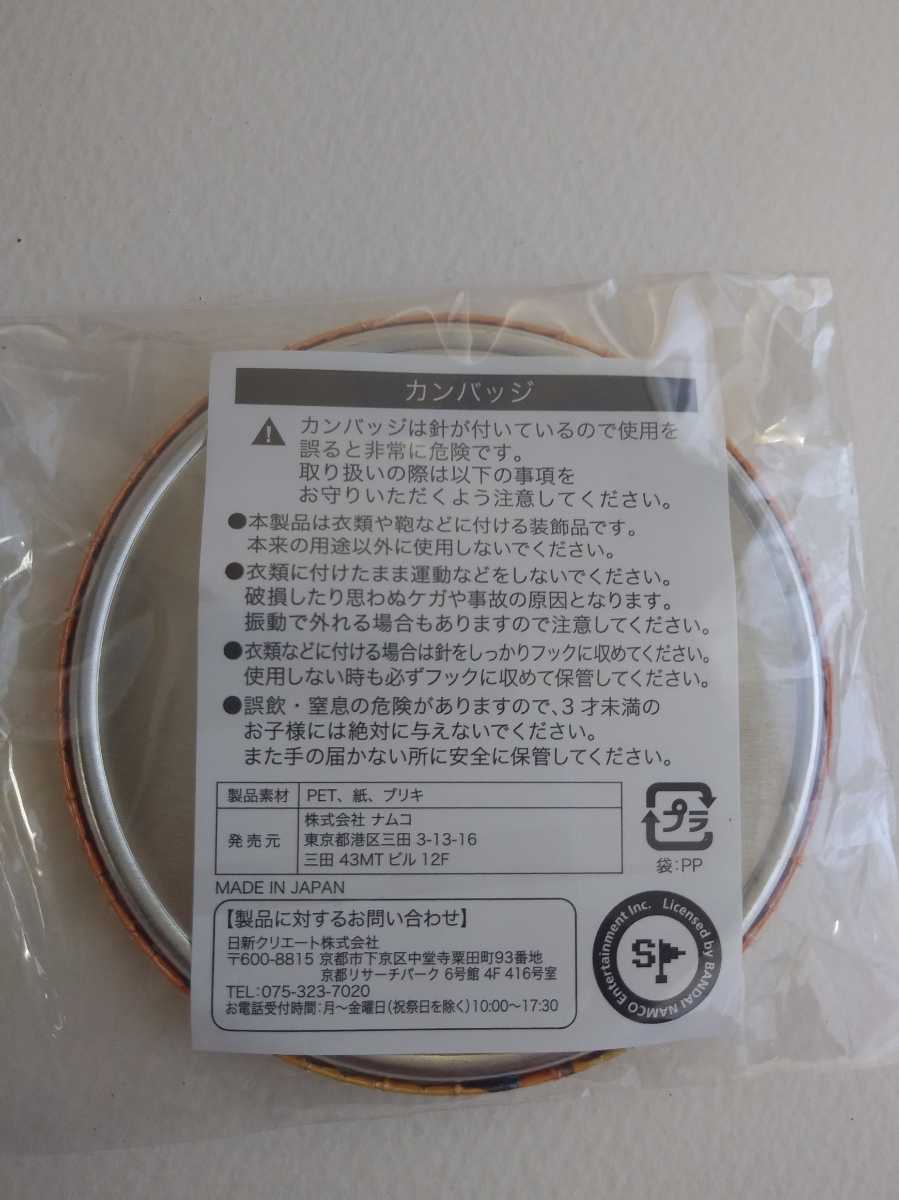 カンバッジ
カンバッジは針が付いているので使用を
誤ると非常に危険です。
取り扱いの際は以下の事項を
お守りいただくよう注意してください。
●本製品は衣類や鞄などに付ける装飾品です。
本来の用途以外に使用しないでください。
●衣類に付けたまま運動などをしないでください。
破損したり思わぬケガや事故の原因となります。
振動で外れる場合もありますので注意してください。
●衣類などに付ける場合は針をしっかりフックに収めてください。
使用しない時も必ずフックに収めて保管してください。
●誤飲・窒息の危険がありますので、3才未満の
お子様には絶対に与えないでください。
また手の届かない所に安全に保管してください。
製品素材 PET、紙、ブリキ
発売元 株式会社 ナムコ
東京都港区三田 3-13-16
三田 43MT ビル 12F
プラ
袋:PP
MADE IN JAPAN
【製品に対するお問い合わせ】
日新クリエート株式会社
〒600-8815 京都市下京区中堂寺粟田町93番地
京都リサーチパーク 6号館 4F 416号室
TEL:075-323-7020
お電話受付時間:月〜金曜日(祝祭日を除く)10:00〜17:30
Licensed by BANDAI NAMCO Entertainment Inc.
S